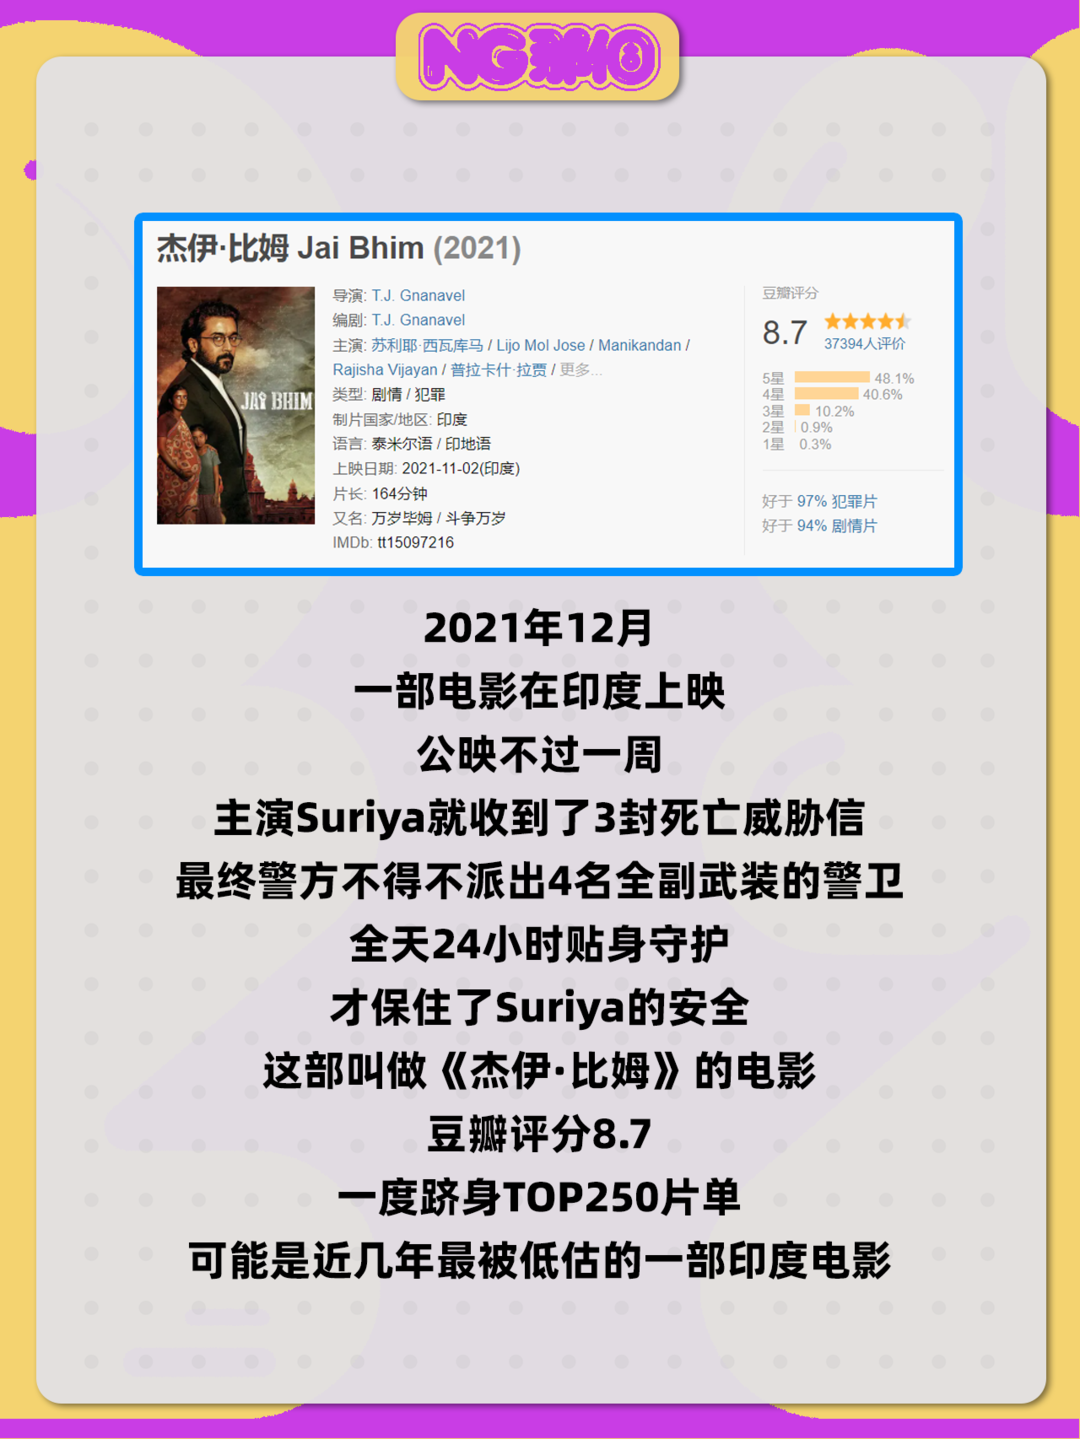 杰伊·比姆 Jai Bhim (2021)
JAI BHIM
导演: T.J. Gnanavel
编剧: T.J. Gnanavel
主演: 苏利耶·西瓦库马 / Lijo Mol Jose / Manikandan /
Rajisha Vijayan / 普拉卡什·拉贾 / 更多...
类型: 剧情 / 犯罪
制片国家/地区: 印度
语言: 泰米尔语 / 印地语
上映日期: 2021-11-02(印度)
片长: 164分钟
又名: 万岁毕姆 / 斗争万岁
IMDb: tt15097216
豆瓣评分
8.7
37394人评价
5星 48.1%
4星 40.6%
3星 10.2%
2星 0.9%
1星 0.3%
好于 97% 犯罪片
好于 94% 剧情片
2021年12月
一部电影在印度上映
公映不过一周
主演Suriya就收到了3封死亡威胁信
最终警方不得不派出4名全副武装的警卫
全天24小时贴身守护
才保住了Suriya的安全
这部叫做《杰伊·比姆》的电影
豆瓣评分8.7
一度跻身TOP250片单
可能是近几年最被低估的一部印度电影